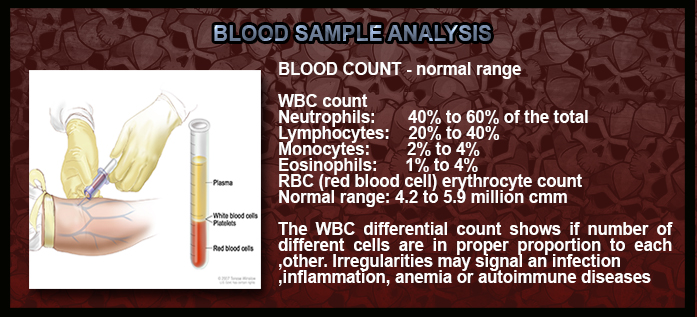 BLOOD SAMPLE ANALYSIS
BLOOD COUNT - normal range
WBC count
Neutrophils: 40% to 60% of the total
Lymphocytes: 20% to 40%
Monocytes: 2% to 4%
Eosinophils: 1% to 4%
RBC (red blood cell) erythrocyte count
Normal range: 4.2 to 5.9 million cmm
The WBC differential count shows if number of
different cells are in proper proportion to each
,other. Irregularities may signal an infection
,inflammation, anemia or autoimmune diseases
Plasma
White blood cells
Platelets
Red blood cells
© 2007 Terese Winslow